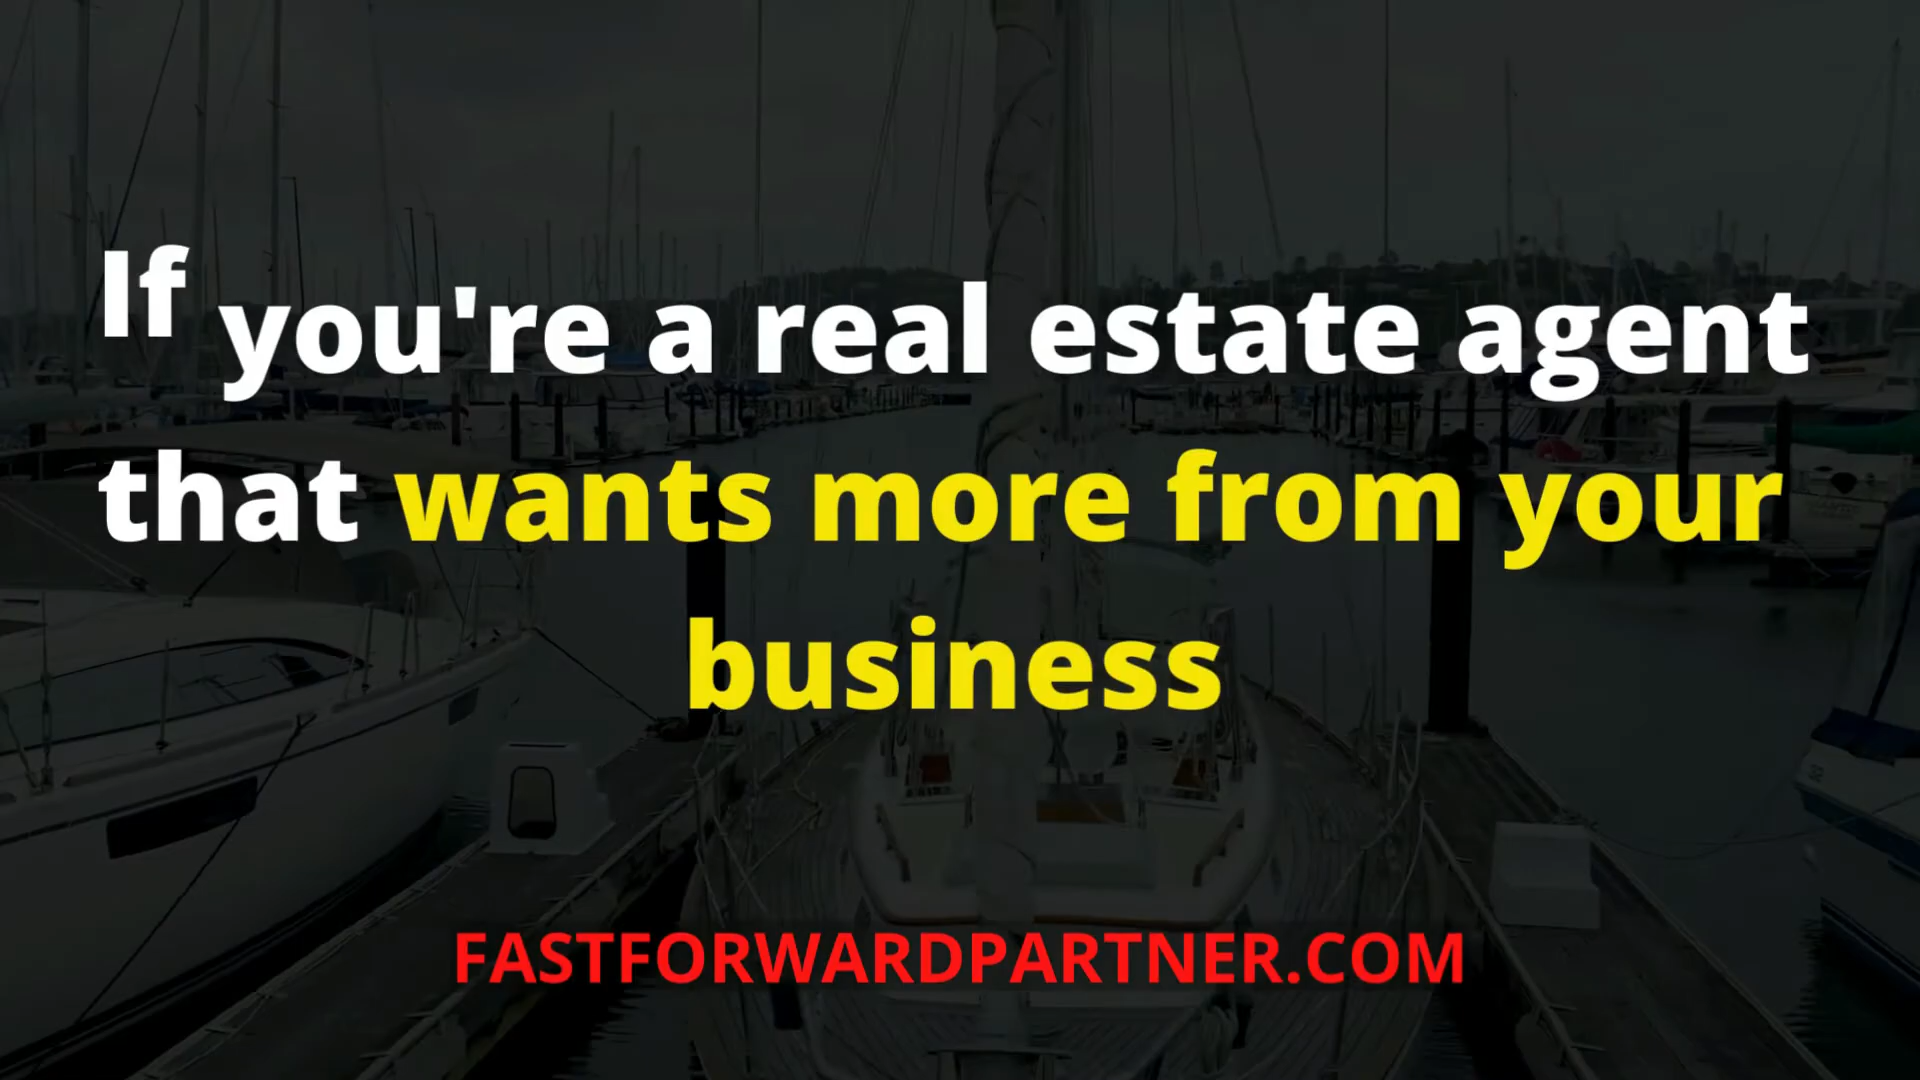 If you're a real estate agent
that wants more from your
business
FASTFORWARDPARTNER.COM